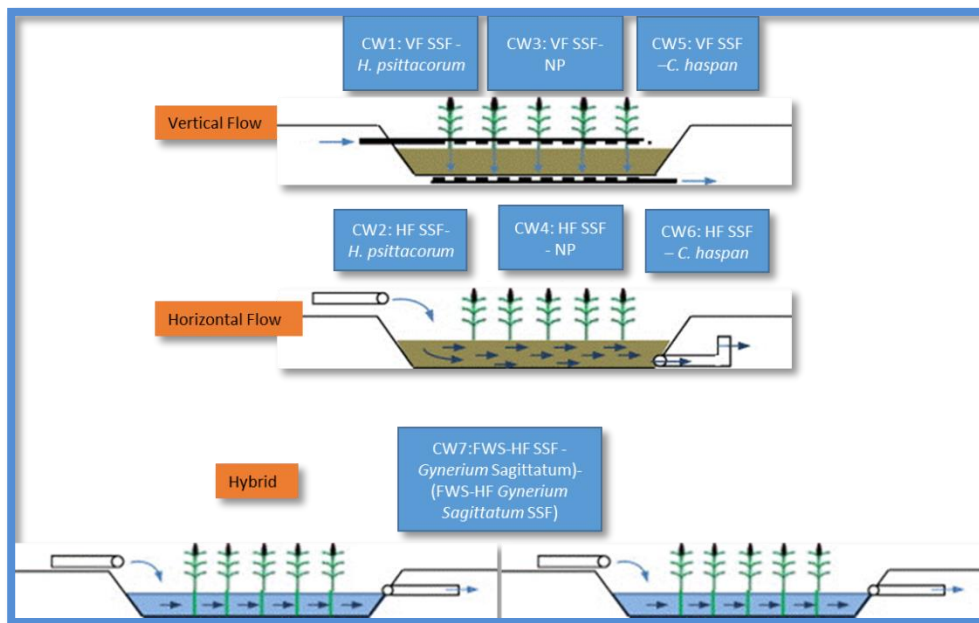 CW1: VF SSF -
H. psittacorum
CW3: VF SSF-
NP
CW5: VF SSF
–C. haspan
Vertical Flow
CW2: HF SSF-
H. psittacorum
CW4: HF SSF
- NP
CW6: HF SSF
– C. haspan
Horizontal Flow
CW7:FWS-HF SSF -
Gynerium Sagittatum)-
(FWS-HF Gynerium
Sagittatum SSF)
Hybrid